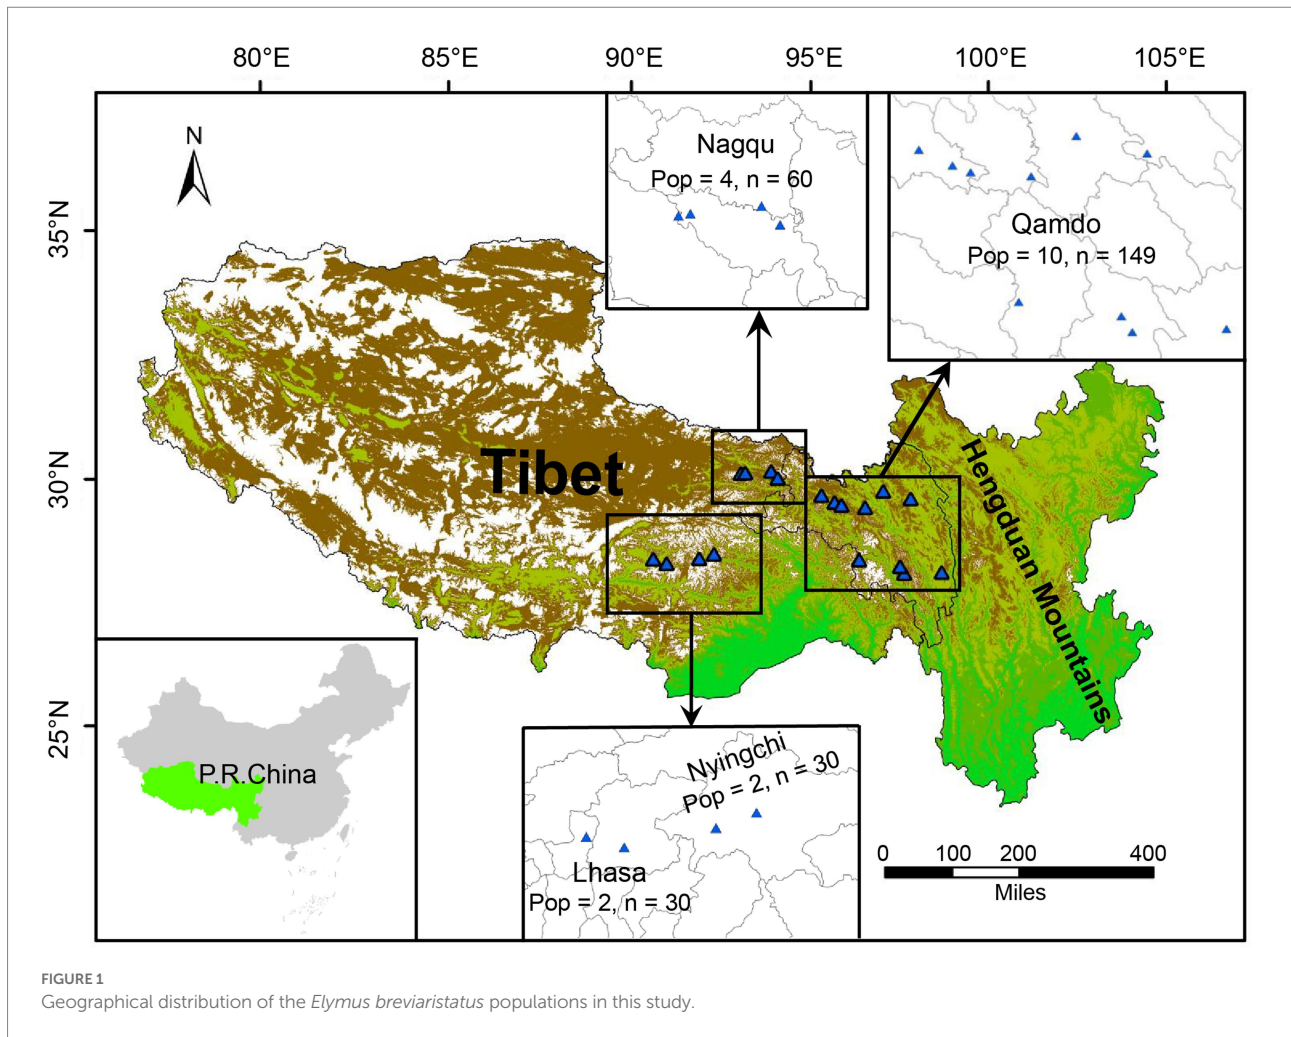 80°E 85°E 90°E 95°E 100°E 105°E
N
35°N
30°N
25°N
Nagqu
Pop = 4, n = 60
Qamdo
Pop = 10, n = 149
Tibet
Hengduan Mountains
P.R.China
Nyingchi
Pop = 2, n = 30
Lhasa
Pop = 2, n = 30
0 100 200 400
Miles
FIGURE 1
Geographical distribution of the Elymus breviaristatus populations in this study.